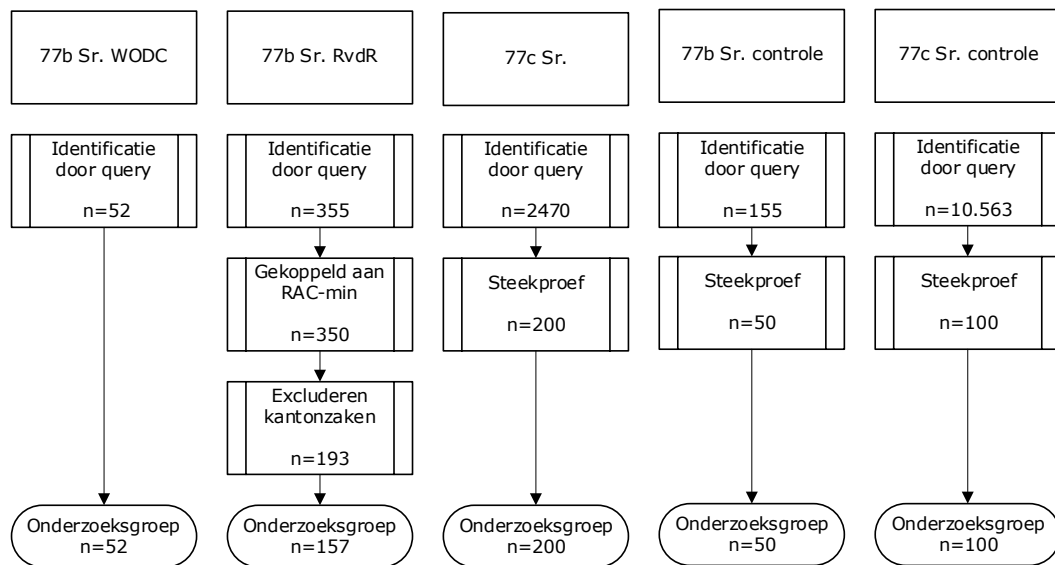 77b Sr. WODC
77b Sr. RvdR
77c Sr.
77b Sr. controle
77c Sr. controle
Identificatie
door query
n=52
Identificatie
door query
n=355
Identificatie
door query
n=2470
Identificatie
door query
n=155
Identificatie
door query
n=10.563
Gekoppeld aan
RAC-min
n=350
Steekproef
n=200
Steekproef
n=50
Steekproef
n=100
Excluderen
kantonzaken
n=193
Onderzoeksgroep
n=52
Onderzoeksgroep
n=157
Onderzoeksgroep
n=200
Onderzoeksgroep
n=50
Onderzoeksgroep
n=100